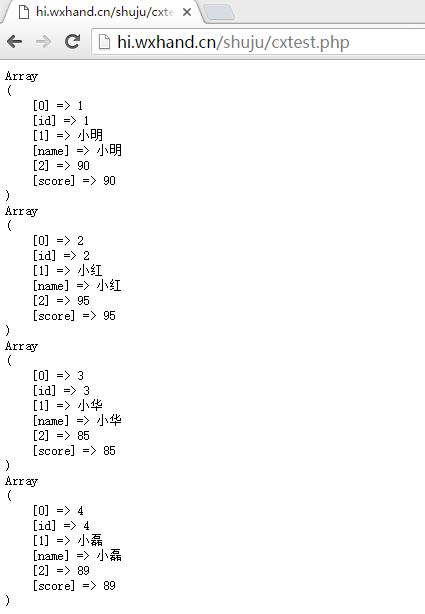 hi.wxhand.cn/shuju/cxte
hi.wxhand.cn/shuju/cxtest.php
Array
(
    [0] => 1
    [id] => 1
    [1] => 小明
    [name] => 小明
    [2] => 90
    [score] => 90
)
Array
(
    [0] => 2
    [id] => 2
    [1] => 小红
    [name] => 小红
    [2] => 95
    [score] => 95
)
Array
(
    [0] => 3
    [id] => 3
    [1] => 小华
    [name] => 小华
    [2] => 85
    [score] => 85
)
Array
(
    [0] => 4
    [id] => 4
    [1] => 小磊
    [name] => 小磊
    [2] => 89
    [score] => 89
)